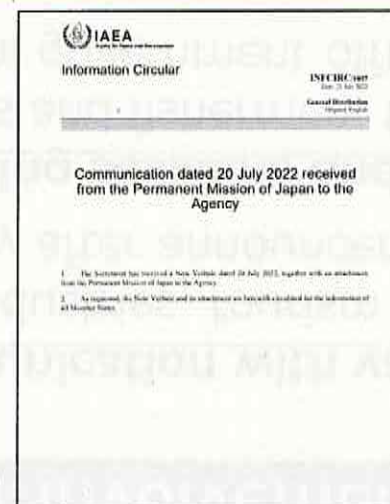 IAEA
Information Circular
INFCIRC/
General Distribution
Original: English
Communication dated 20 July 2022 received
from the Permanent Mission of Japan to the
Agency
1. The Secretariat has received a Note Verbale dated 20 July 2022, together with an attachment
from the Permanent Mission of Japan to the Agency.
2. As requested, the Note Verbale and its attachment are herewith circulated for the information of
all Member States.